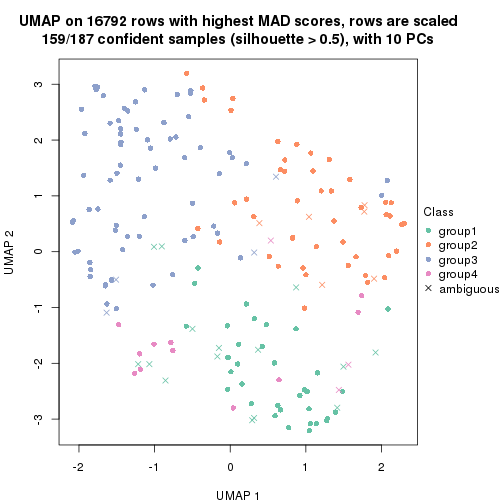 UMAP on 16792 rows with highest MAD scores, rows are scaled
159/187 confident samples (silhouette > 0.5), with 10 PCs
3
2
1
0
-1
-2
-3
UMAP 2
-2
-1
0
1
2
UMAP 1
Class
group1
group2
group3
group4
ambiguous